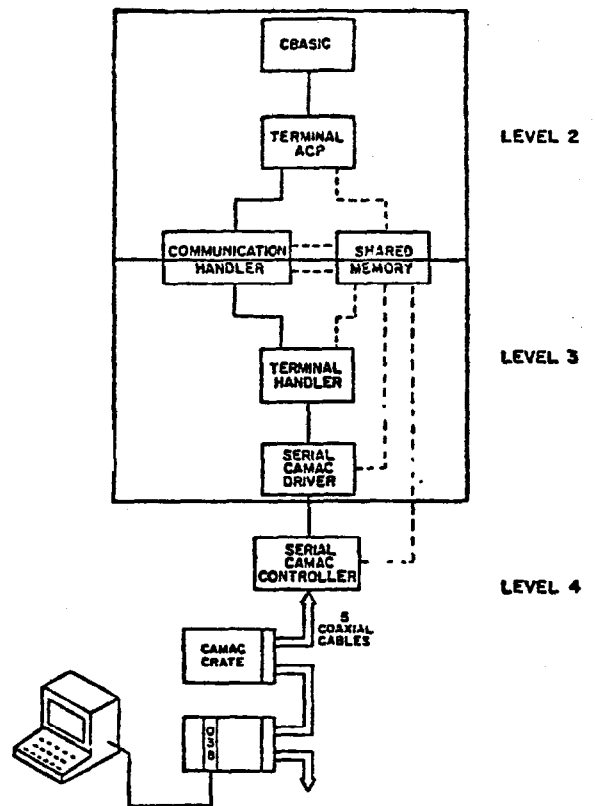 CBASIC
TERMINAL
ACP
LEVEL 2
COMMUNICATION
HANDLER
SHARED
MEMORY
TERMINAL
HANDLER
LEVEL 3
SERIAL
CAMAC
DRIVER
SERIAL
CAMAC
CONTROLLER
LEVEL 4
5
COAXIAL
CABLES
CAMAC
CRATE